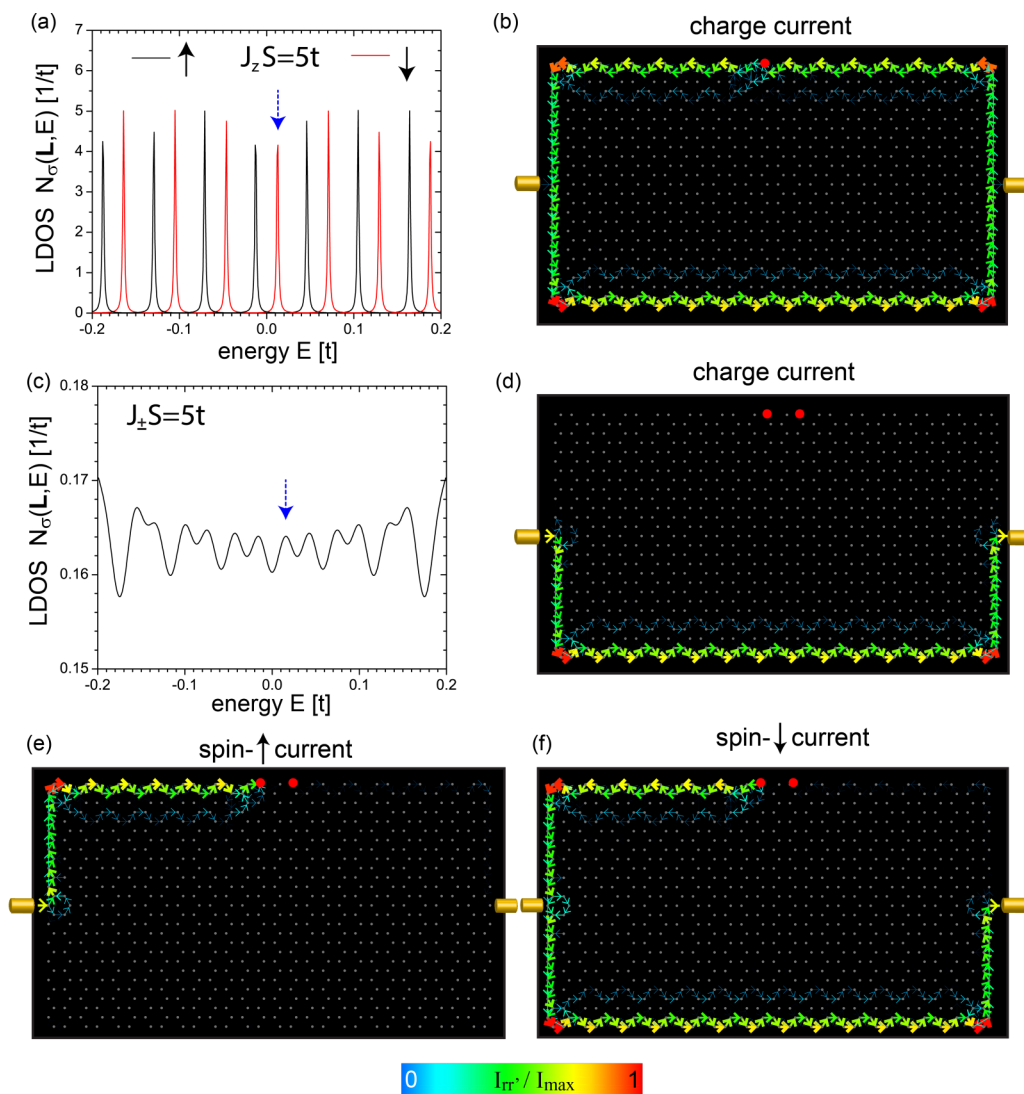 (a)
7
6
5
4
3
2
1
0
LDOS N_σ(L,E) [1/t]
↑ J_zS=5t ↓
-0.2 -0.1 0.0 0.1 0.2
energy E [t]
(b)
charge current
(c)
0.18
0.17
0.16
0.15
LDOS N_σ(L,E) [1/t]
J_±S=5t
-0.2 -0.1 0.0 0.1 0.2
energy E [t]
(d)
charge current
(e)
spin-↑ current
(f)
spin-↓ current
0 I_rr' / I_max 1